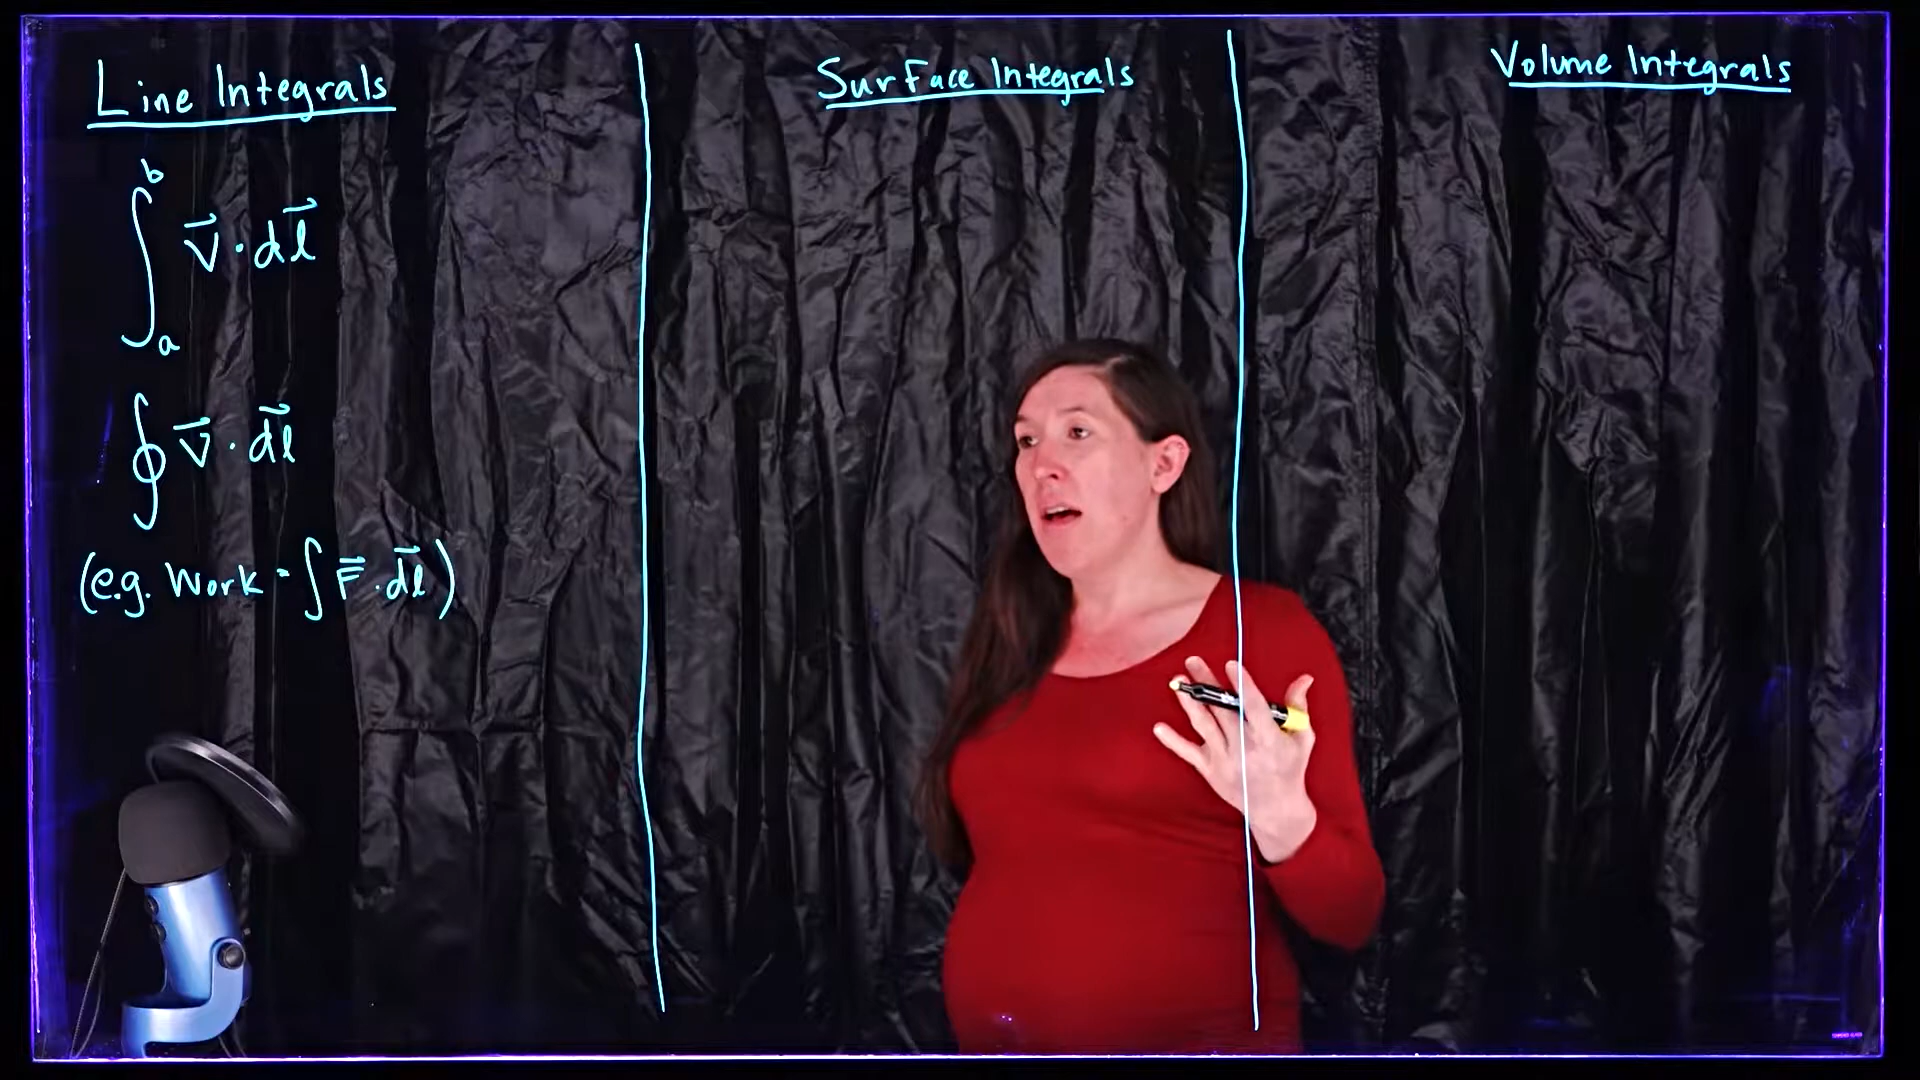 Line Integrals
∫_a^b v⃗ · dl⃗
∮ v⃗ · dl⃗
(e.g. Work = ∫ F⃗ · dl⃗)
Surface Integrals
Volume Integrals